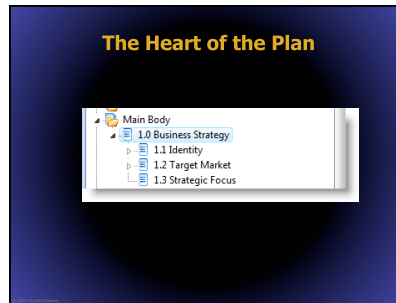 The Heart of the Plan
Main Body
1.0 Business Strategy
1.1 Identity
1.2 Target Market
1.3 Strategic Focus